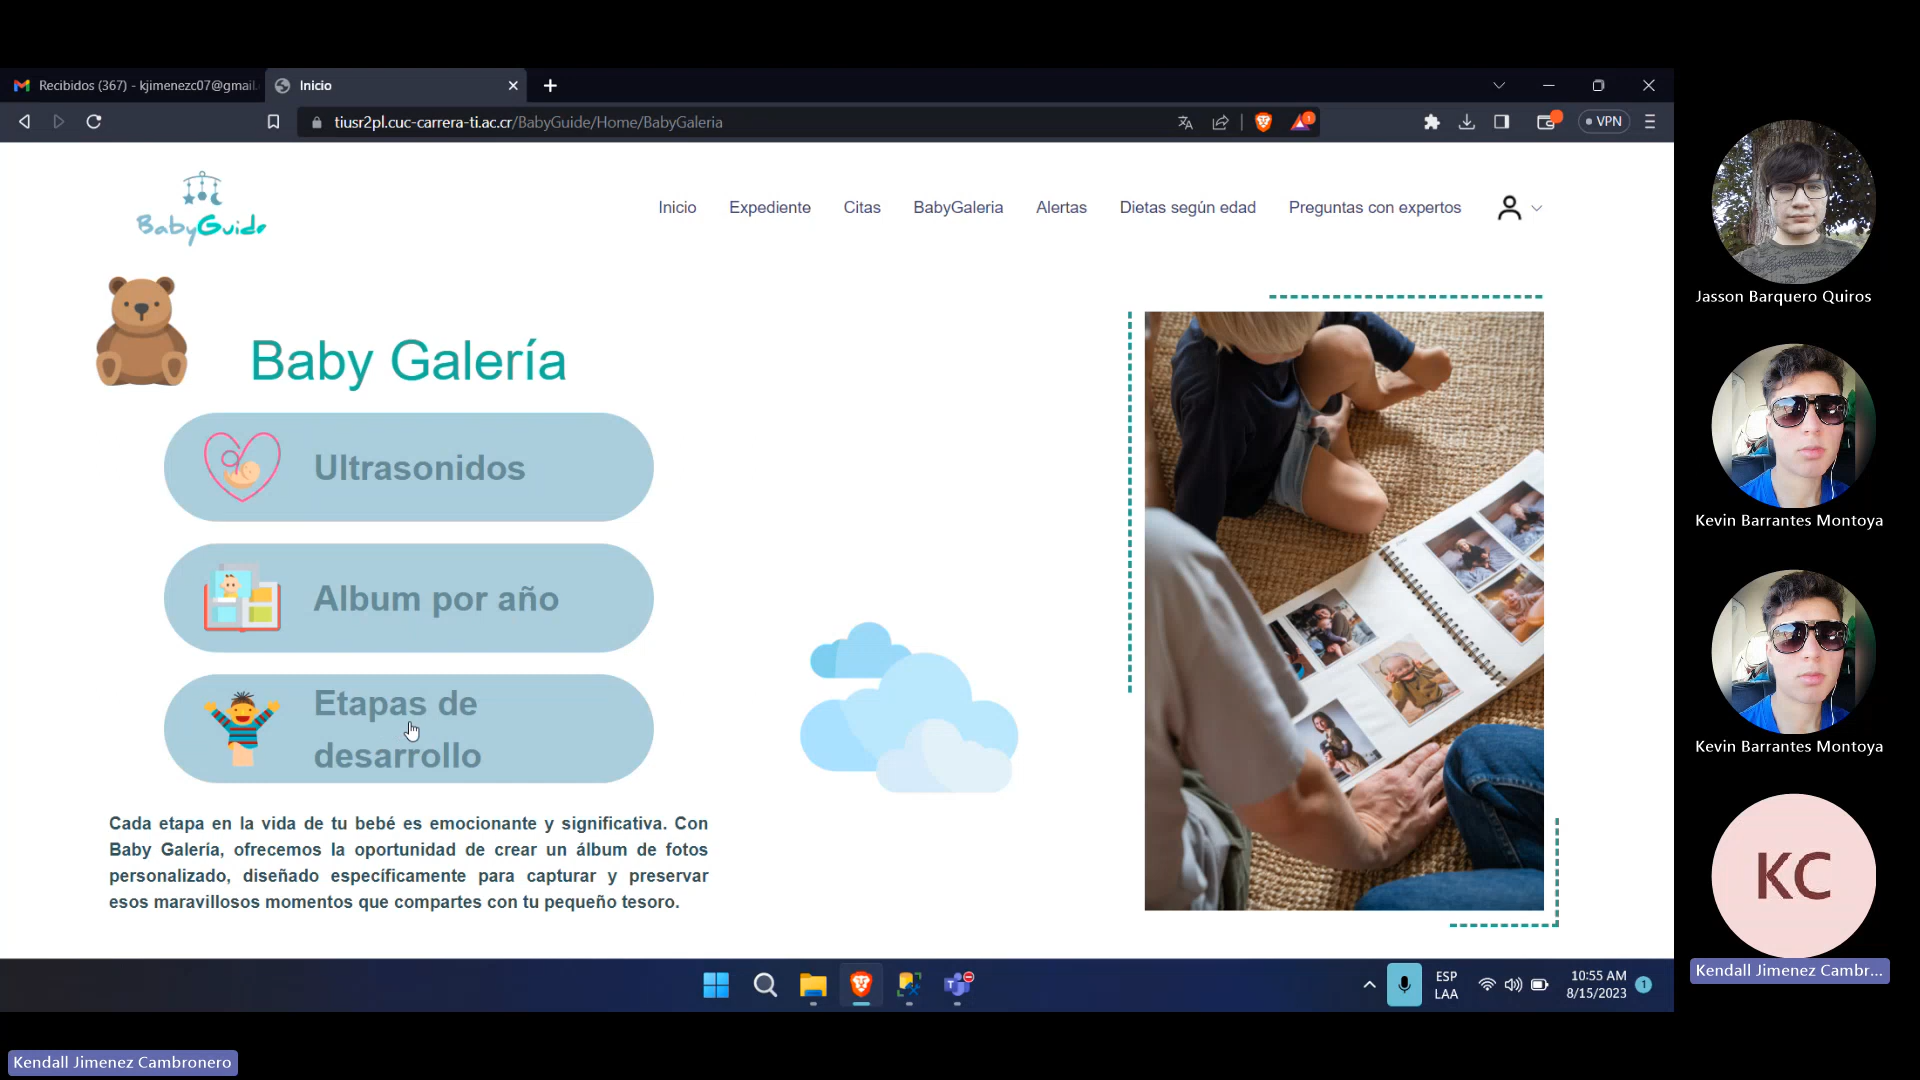 Recibidos (367) - kjimenezc07@gmail.
Inicio
tiusr2pl.cuc-carrera-ti.ac.cr/BabyGuide/Home/BabyGaleria
1
VPN
BabyGuide
Inicio
Expediente
Citas
BabyGaleria
Alertas
Dietas según edad
Preguntas con expertos
Baby Galería
Ultrasonidos
Album por año
Etapas de
desarrollo
Cada etapa en la vida de tu bebé es emocionante y significativa. Con
Baby Galería, ofrecemos la oportunidad de crear un álbum de fotos
personalizado, diseñado específicamente para capturar y preservar
esos maravillosos momentos que compartes con tu pequeño tesoro.
ESP
LAA
10:55 AM
8/15/2023
1
Jasson Barquero Quiros
Kevin Barrantes Montoya
Kevin Barrantes Montoya
KC
Kendall Jimenez Cambr...
Kendall Jimenez Cambronero